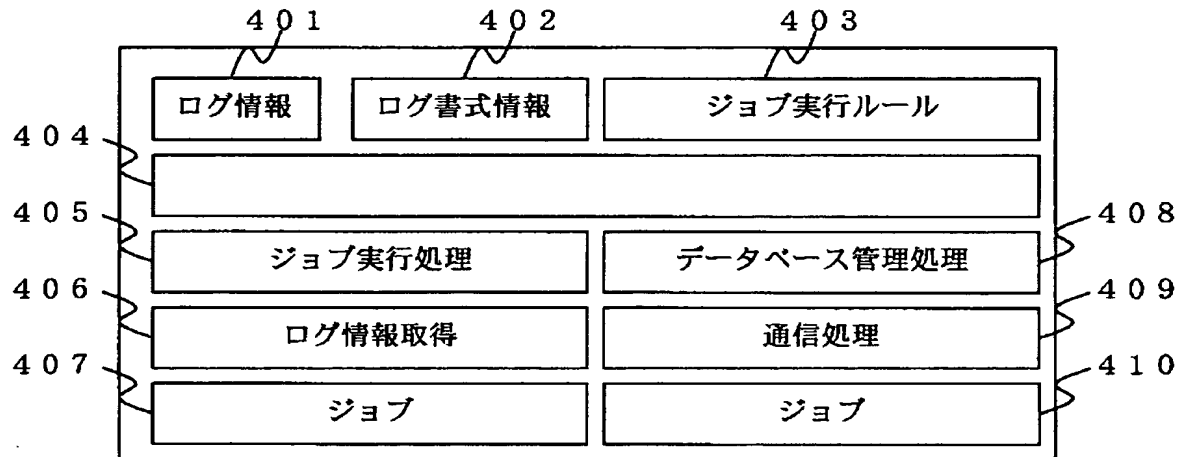 ４０１ ４０２ ４０３
ログ情報 ログ書式情報 ジョブ実行ルール
４０４
４０５ ４０８
ジョブ実行処理 データベース管理処理
４０６ ４０９
ログ情報取得 通信処理
４０７ ４１０
ジョブ ジョブ